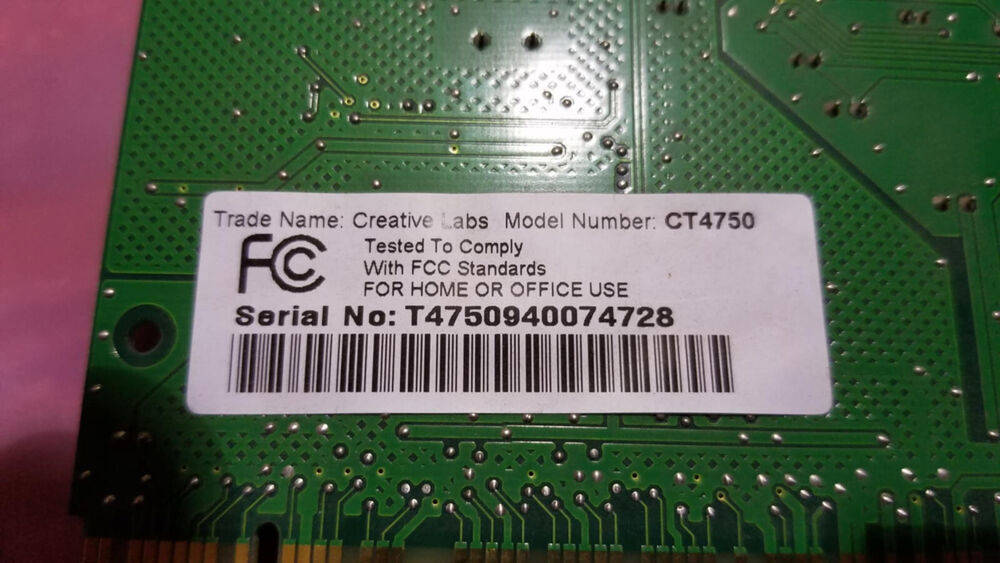 Trade Name: Creative Labs Model Number: CT4750
FCC
Tested To Comply
With FCC Standards
FOR HOME OR OFFICE USE
Serial No: T4750940074728